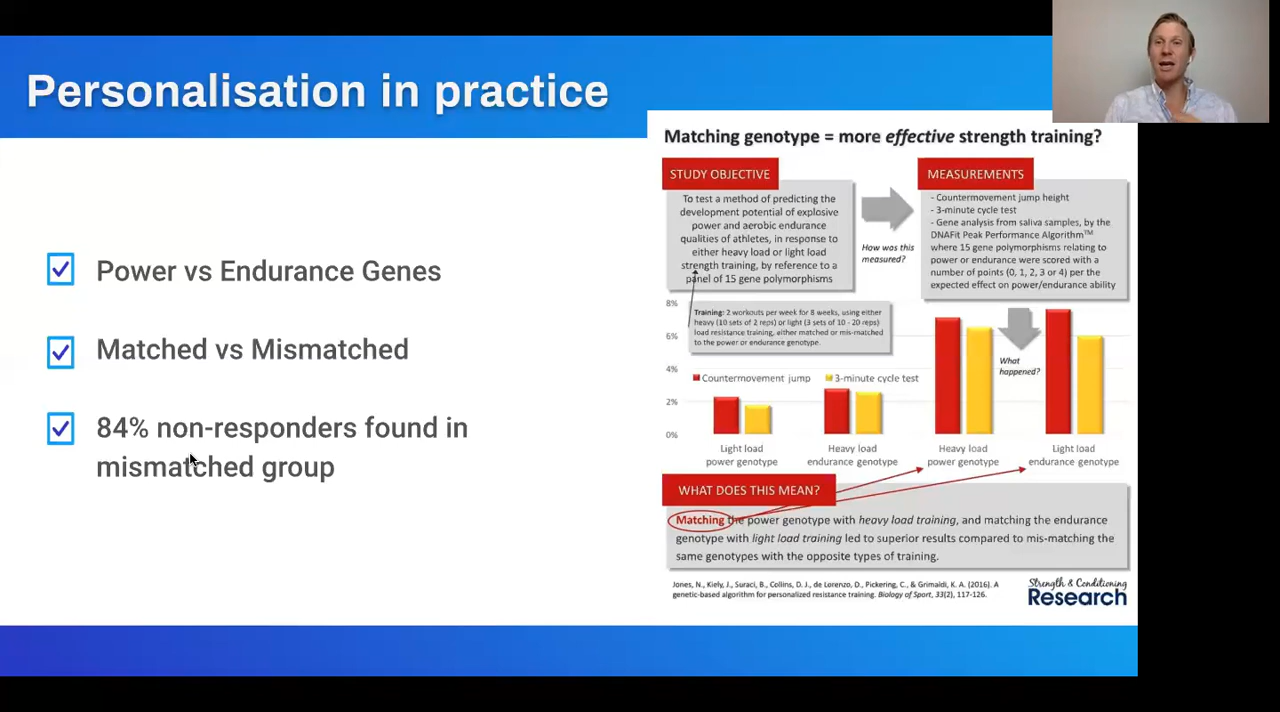 Personalisation in practice
Power vs Endurance Genes
Matched vs Mismatched
84% non-responders found in
mismatched group
Matching genotype = more effective strength training?
STUDY OBJECTIVE
To test a method of predicting the
development potential of explosive
power and aerobic endurance
qualities of athletes, in response to
either heavy load or light load
strength training, by reference to a
panel of 15 gene polymorphisms
How was this
measured?
MEASUREMENTS
- Countermovement jump height
- 3-minute cycle test
- Gene analysis from saliva samples, by the
DNAFit Peak Performance Algorithm™
where 15 gene polymorphisms relating to
power or endurance were scored with a
number of points (0, 1, 2, 3 or 4) per the
expected effect on power/endurance ability
Training: 2 workouts per week for 8 weeks, using either
heavy (10 sets of 2 reps) or light (3 sets of 10 - 20 reps)
load resistance training, either matched or mis-matched
to the power or endurance genotype.
What
happened?
8%
6%
4%
2%
0%
Countermovement jump
3-minute cycle test
Light load
power genotype
Heavy load
endurance genotype
Heavy load
power genotype
Light load
endurance genotype
WHAT DOES THIS MEAN?
Matching the power genotype with heavy load training, and matching the endurance
genotype with light load training led to superior results compared to mis-matching the
same genotypes with the opposite types of training.
Jones, N., Kiely, J., Suraci, B., Collins, D. J., de Lorenzo, D., Pickering, C., & Grimaldi, K. A. (2016). A
genetic-based algorithm for personalized resistance training. Biology of Sport, 33(2), 117-126.
Strength & Conditioning
Research